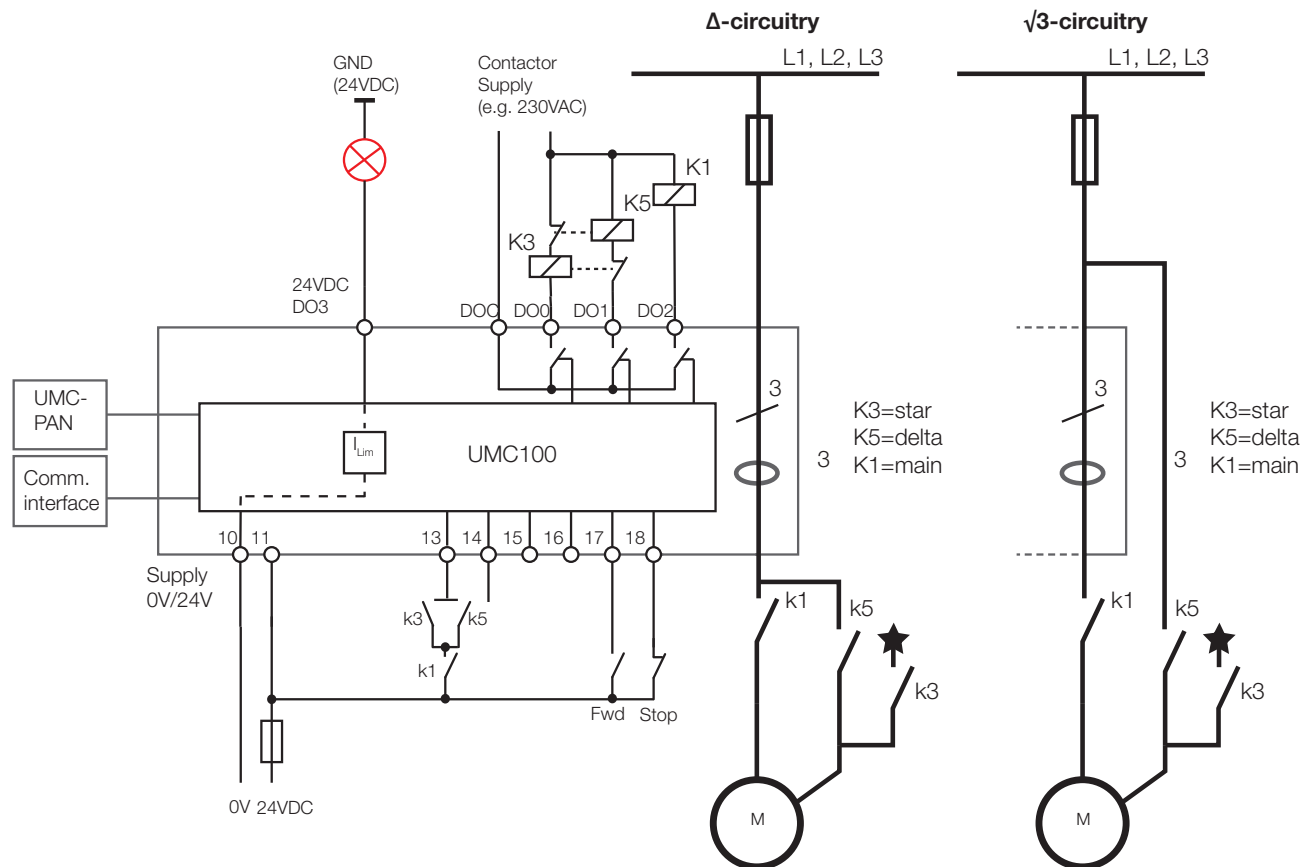 Δ-circuitry
√3-circuitry
L1, L2, L3
L1, L2, L3
GND
(24VDC)
Contactor
Supply
(e.g. 230VAC)
K1
K5
K3
24VDC
DO3
DOC
DO0
DO1
DO2
UMC-
PAN
Comm.
interface
ILim
UMC100
3
3
K3=star
K5=delta
K1=main
3
3
K3=star
K5=delta
K1=main
10
11
13
14
15
16
17
18
Supply
0V/24V
k3
k5
k1
Fwd
Stop
0V
24VDC
k1
k5
k3
M
k1
k5
k3
M